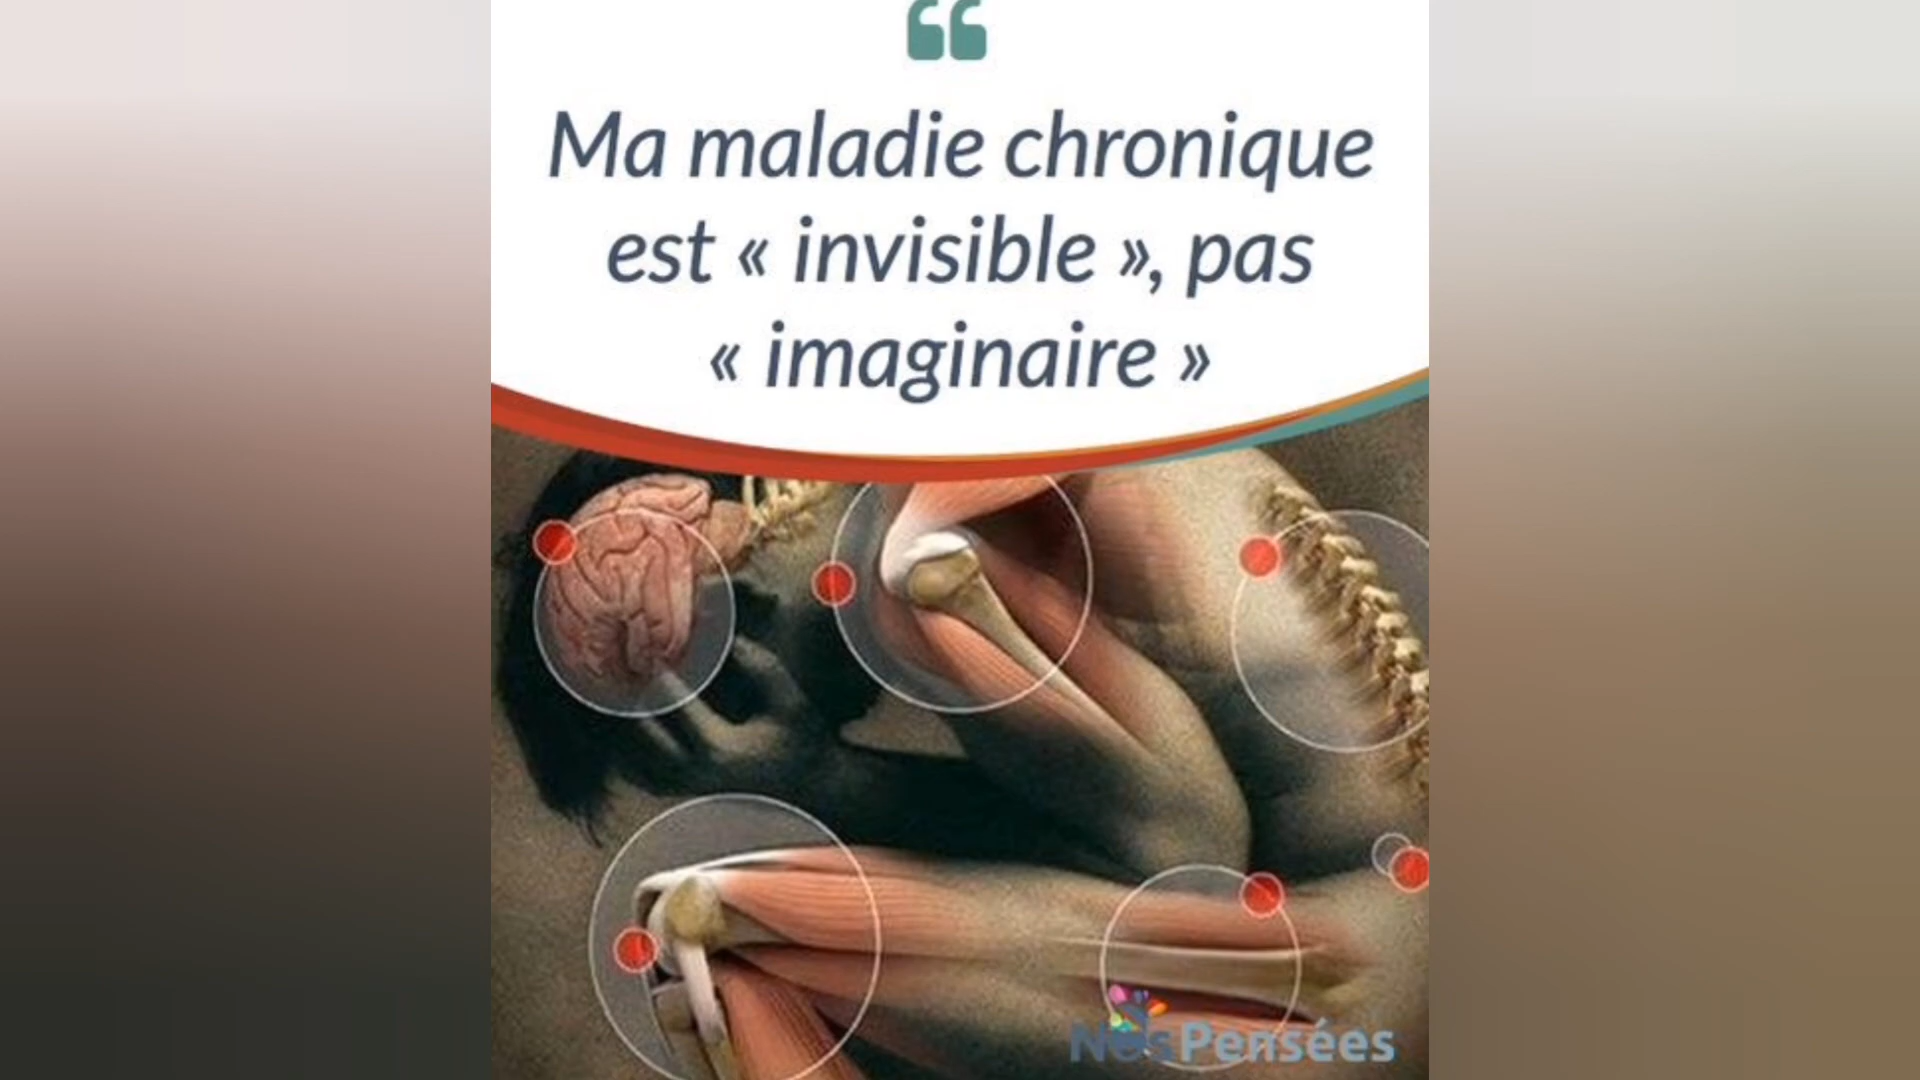 Ma maladie chronique
est « invisible », pas
« imaginaire »
NosPensées